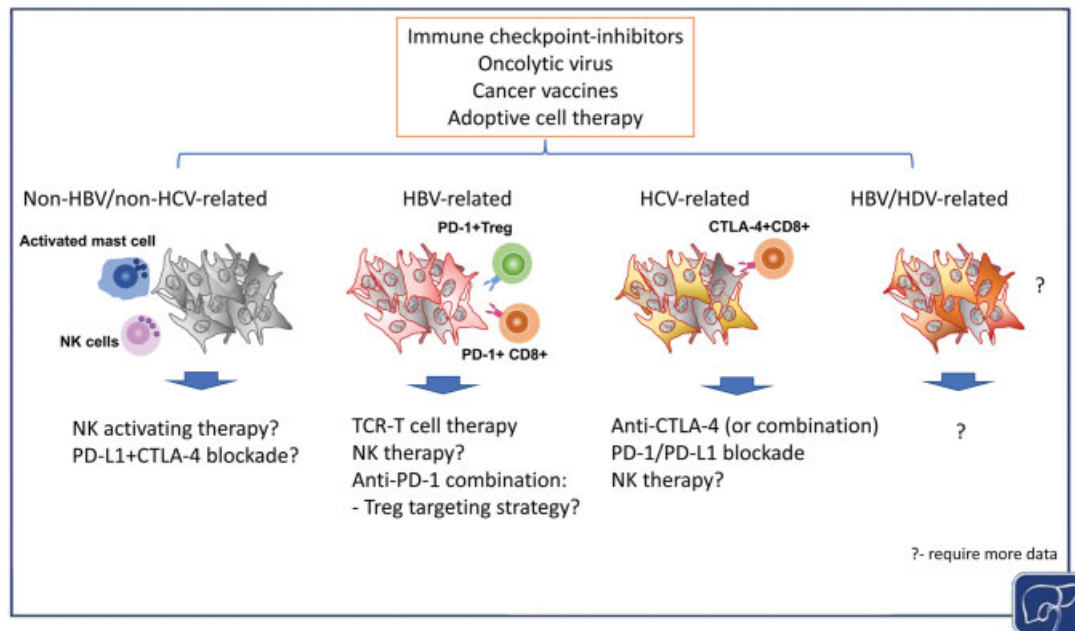 Immune checkpoint-inhibitors
Oncolytic virus
Cancer vaccines
Adoptive cell therapy
Non-HBV/non-HCV-related
Activated mast cell
NK cells
NK activating therapy?
PD-L1+CTLA-4 blockade?
HBV-related
PD-1+Treg
PD-1+ CD8+
TCR-T cell therapy
NK therapy?
Anti-PD-1 combination:
- Treg targeting strategy?
HCV-related
CTLA-4+CD8+
Anti-CTLA-4 (or combination)
PD-1/PD-L1 blockade
NK therapy?
HBV/HDV-related
?
?
?- require more data